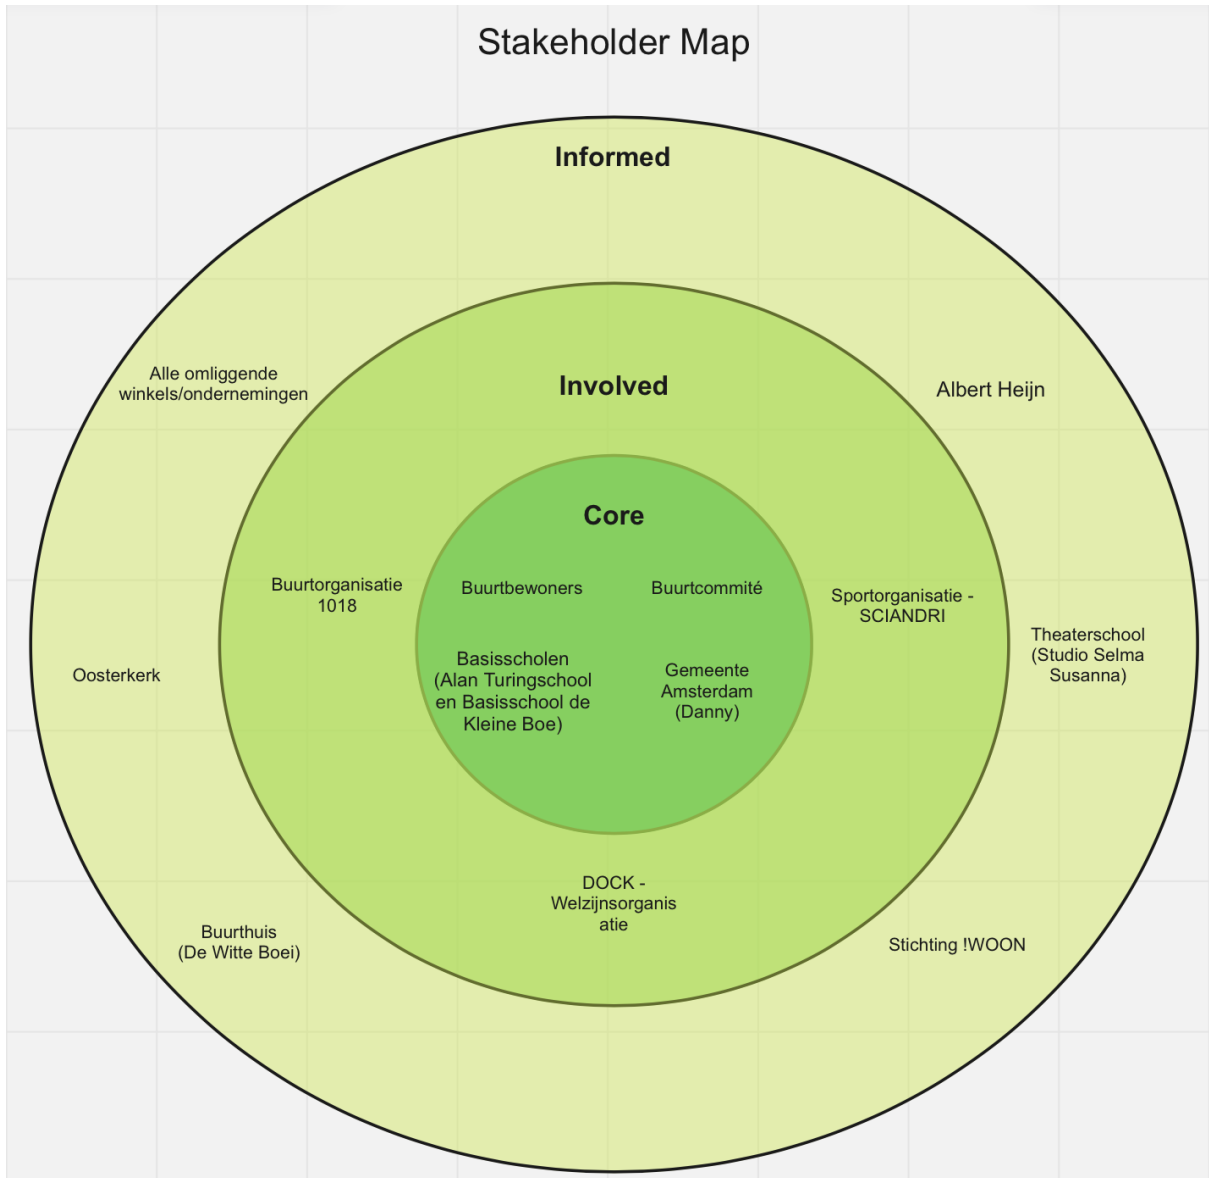 Stakeholder Map
Informed
Alle omliggende
winkels/ondernemingen
Albert Heijn
Involved
Core
Buurtorganisatie
1018
Buurtbewoners
Buurtcommité
Sportorganisatie -
SCIANDRI
Basisscholen
(Alan Turingschool
en Basisschool de
Kleine Boe)
Gemeente
Amsterdam
(Danny)
Theaterschool
(Studio Selma
Susanna)
Oosterkerk
DOCK -
Welzijnsorganis
atie
Buurthuis
(De Witte Boei)
Stichting !WOON